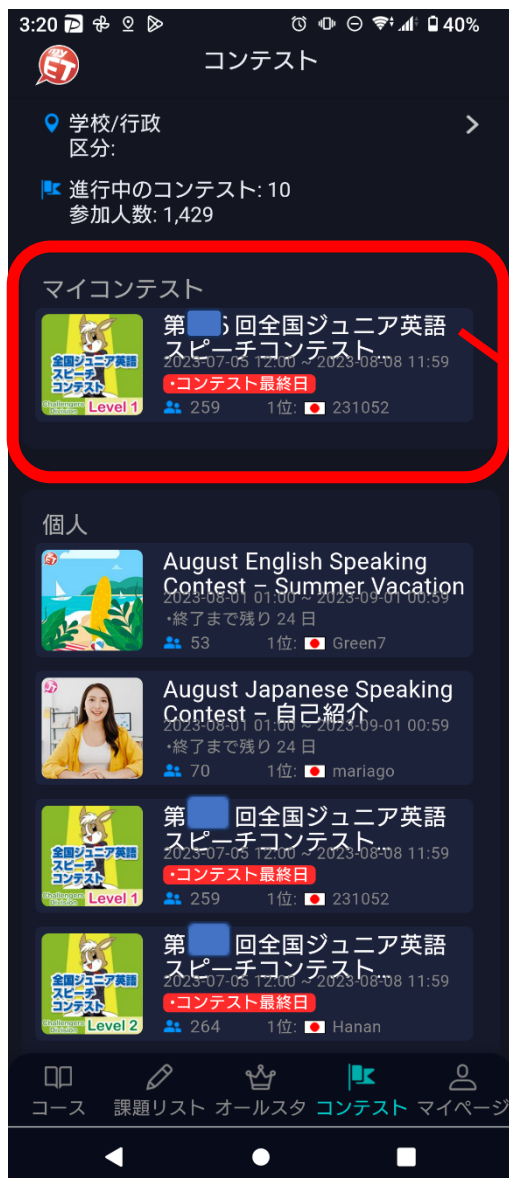 3:20
40%
my
ET
コンテスト
学校/行政
区分:
進行中のコンテスト: 10
参加人数: 1,429
マイコンテスト
第 回全国ジュニア英語
スピーチコンテスト...
2023-07-05 12:00 ~ 2023-08-08 11:59
•コンテスト最終日
259 1位: 231052
全国ジュニア英語
スピーチ
コンテスト
Challengers
Division Level 1
個人
August English Speaking
Contest – Summer Vacation
2023-08-01 01:00 ~ 2023-09-01 00:59
•終了まで残り 24 日
53 1位: Green7
August Japanese Speaking
Contest – 自己紹介
2023-08-01 01:00 ~ 2023-09-01 00:59
•終了まで残り 24 日
70 1位: mariago
第 回全国ジュニア英語
スピーチコンテスト...
2023-07-05 12:00 ~ 2023-08-08 11:59
•コンテスト最終日
259 1位: 231052
全国ジュニア英語
スピーチ
コンテスト
Challengers
Division Level 1
第 回全国ジュニア英語
スピーチコンテスト...
2023-07-05 12:00 ~ 2023-08-08 11:59
•コンテスト最終日
264 1位: Hanan
全国ジュニア英語
スピーチ
コンテスト
Challengers
Division Level 2
コース 課題リスト オールスタ コンテスト マイページ